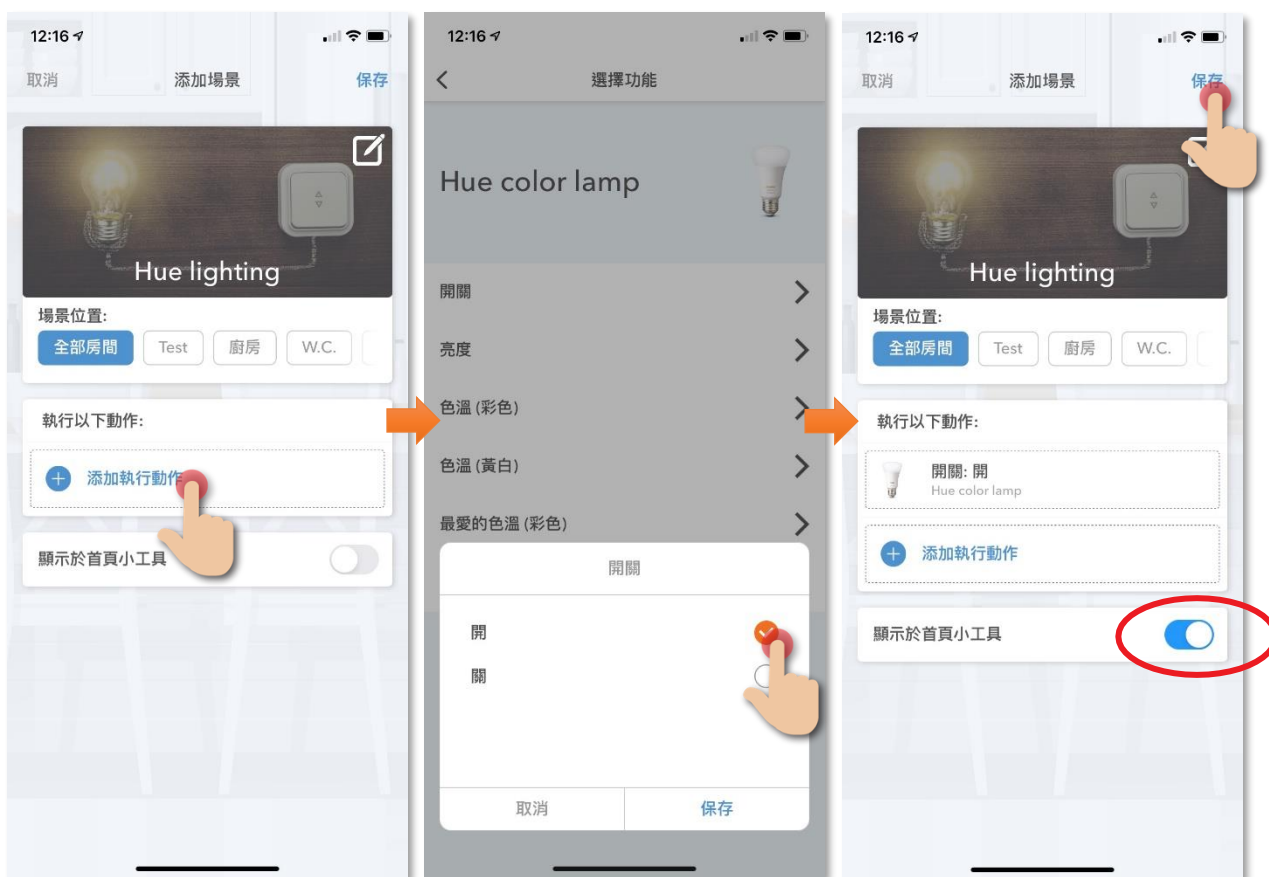 12:16
取消 添加場景 保存
Hue lighting
場景位置:
全部房間 Test 廚房 W.C.
執行以下動作:
添加執行動作
顯示於首頁小工具
12:16
選擇功能
Hue color lamp
開關
亮度
色溫 (彩色)
色溫 (黃白)
最愛的色溫 (彩色)
開關
開
關
取消 保存
12:16
取消 添加場景 保存
Hue lighting
場景位置:
全部房間 Test 廚房 W.C.
執行以下動作:
開關: 開
Hue color lamp
添加執行動作
顯示於首頁小工具